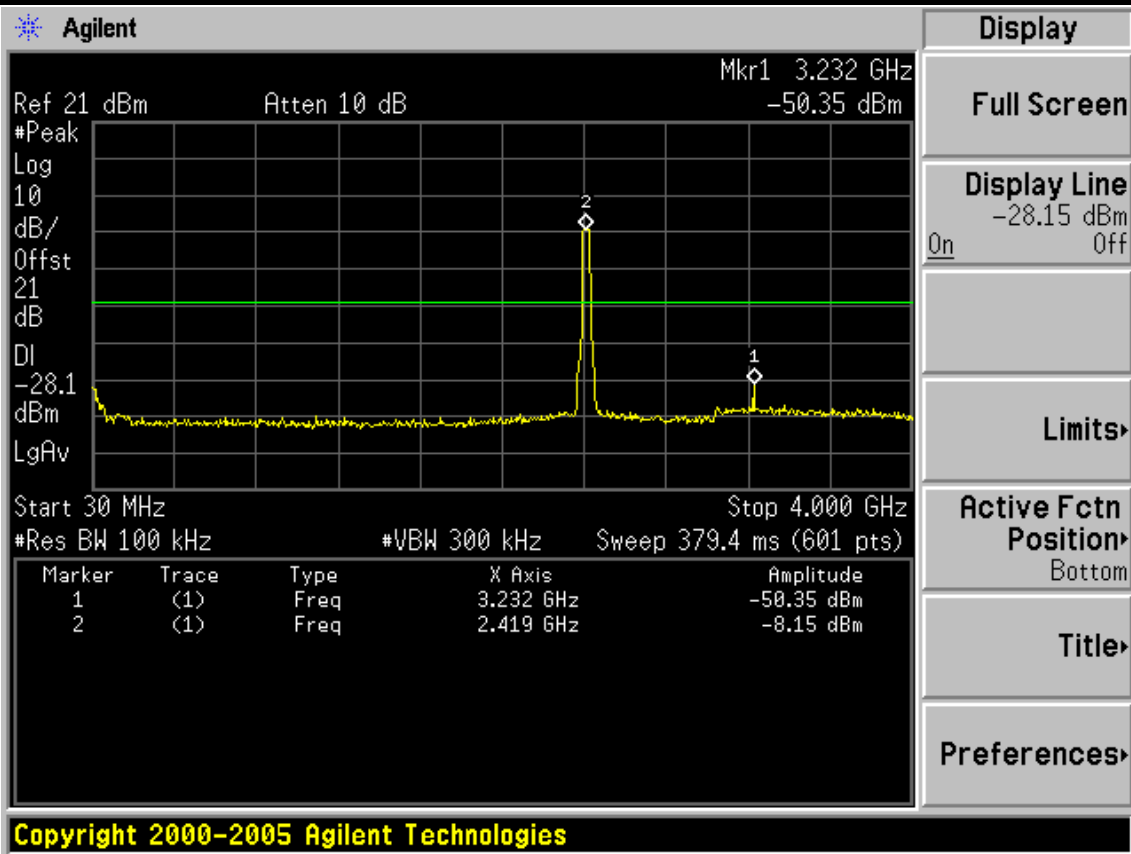 Agilent
Display
Mkr1 3.232 GHz
Ref 21 dBm Atten 10 dB -50.35 dBm
#Peak
Log
10
dB/
Offst
21
dB
DI
-28.1
dBm
LgAv
2
1
Start 30 MHz Stop 4.000 GHz
#Res BW 100 kHz #VBW 300 kHz Sweep 379.4 ms (601 pts)
Marker Trace Type X Axis Amplitude
1 (1) Freq 3.232 GHz -50.35 dBm
2 (1) Freq 2.419 GHz -8.15 dBm
Full Screen
Display Line
-28.15 dBm
On Off
Limits
Active Fctn
Position
Bottom
Title
Preferences
Copyright 2000-2005 Agilent Technologies